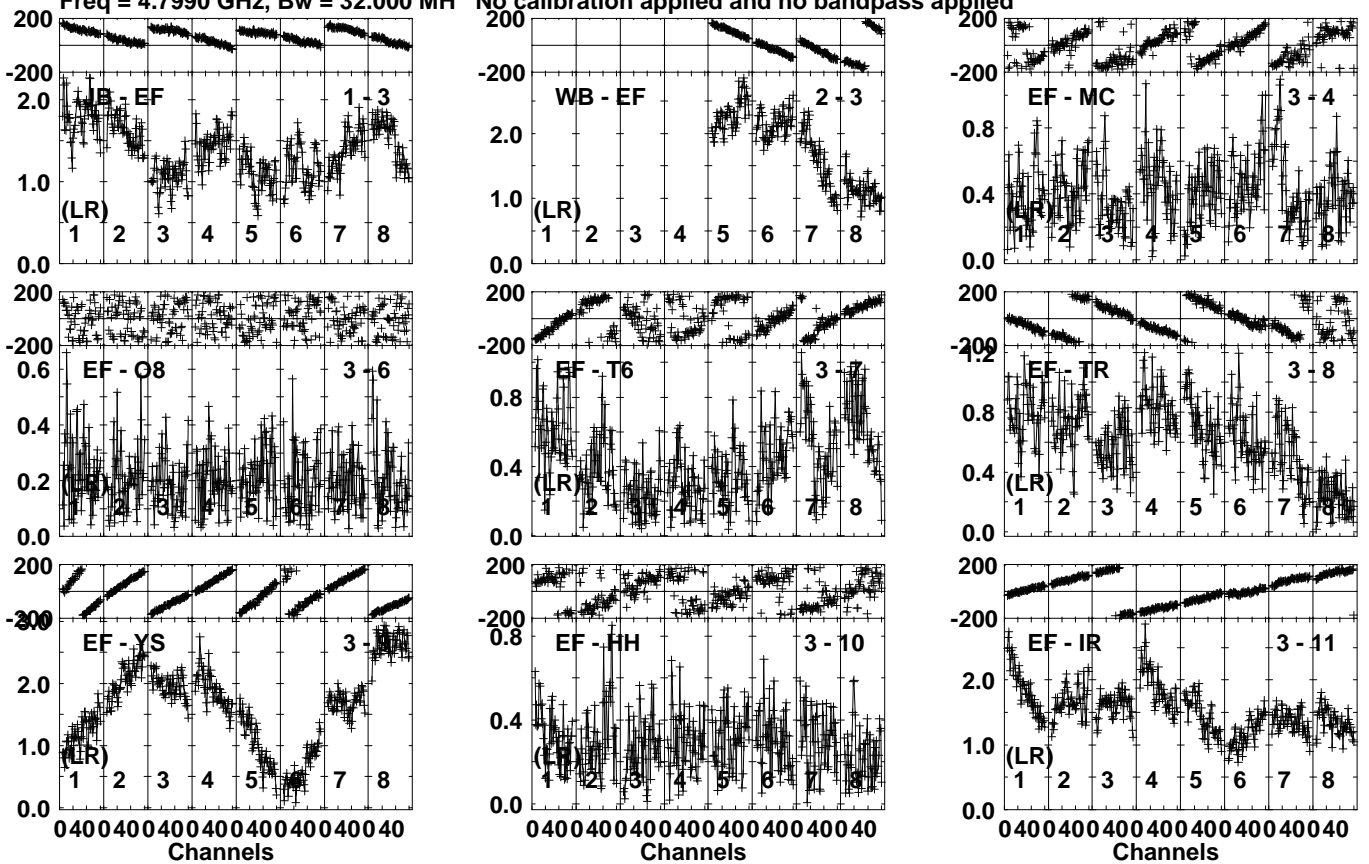 Freq = 4.7990 GHz, Bw = 32.000 MH No calibration applied and no bandpass applied
200
-200
2.0
1.0
0.0
JB - EF
1 - 3
(LR)
1 2 3 4 5 6 7 8
200
-200
2.0
1.0
0.0
WB - EF
2 - 3
(LR)
1 2 3 4 5 6 7 8
200
-200
0.8
0.4
0.0
EF - MC
3 - 4
(LR)
1 2 3 4 5 6 7 8
200
-200
0.6
0.4
0.2
0.0
EF - O8
3 - 6
(LR)
1 2 3 4 5 6 7 8
200
-200
0.8
0.4
0.0
EF - T6
3 - 7
(LR)
1 2 3 4 5 6 7 8
200
-200
1.2
0.8
0.4
0.0
EF - TR
3 - 8
(LR)
1 2 3 4 5 6 7 8
200
-200
3.0
2.0
1.0
0.0
EF - YS
3 - 9
(LR)
1 2 3 4 5 6 7 8
0 40 0 40 0 40 0 40 0 40 0 40 0 40 0 40
Channels
200
-200
0.8
0.4
0.0
EF - HH
3 - 10
(LR)
1 2 3 4 5 6 7 8
0 40 0 40 0 40 0 40 0 40 0 40 0 40 0 40
Channels
200
-200
2.0
1.0
0.0
EF - IR
3 - 11
(LR)
1 2 3 4 5 6 7 8
0 40 0 40 0 40 0 40 0 40 0 40 0 40 0 40
Channels